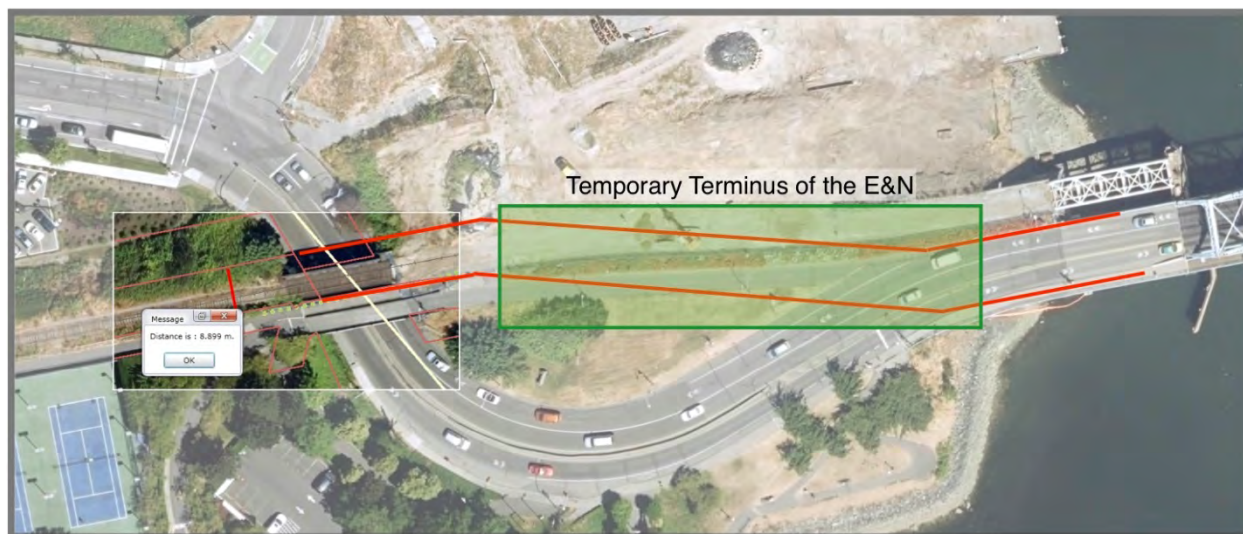 Temporary Terminus of the E&N
Message
Distance is : 8.899 m.
OK